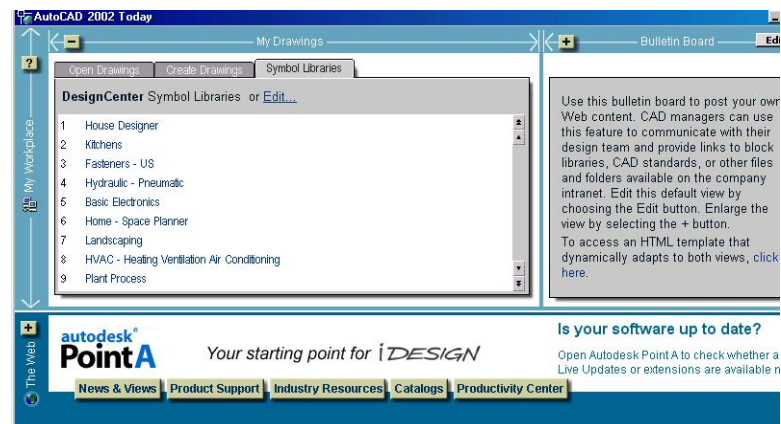 AutoCAD 2002 Today
My Drawings
Bulletin Board
Edi
?
My Workplace
Open Drawings
Create Drawings
Symbol Libraries
DesignCenter Symbol Libraries or Edit...
1 House Designer
2 Kitchens
3 Fasteners - US
4 Hydraulic - Pneumatic
5 Basic Electronics
6 Home - Space Planner
7 Landscaping
8 HVAC - Heating Ventilation Air Conditioning
9 Plant Process
Use this bulletin board to post your own
Web content. CAD managers can use
this feature to communicate with their
design team and provide links to block
libraries, CAD standards, or other files
and folders available on the company
intranet. Edit this default view by
choosing the Edit button. Enlarge the
view by selecting the + button.
To access an HTML template that
dynamically adapts to both views, click
here.
The Web
autodesk®
Point A
Your starting point for iDESIGN
Is your software up to date?
Open Autodesk Point A to check whether a
Live Updates or extensions are available n
News & Views
Product Support
Industry Resources
Catalogs
Productivity Center